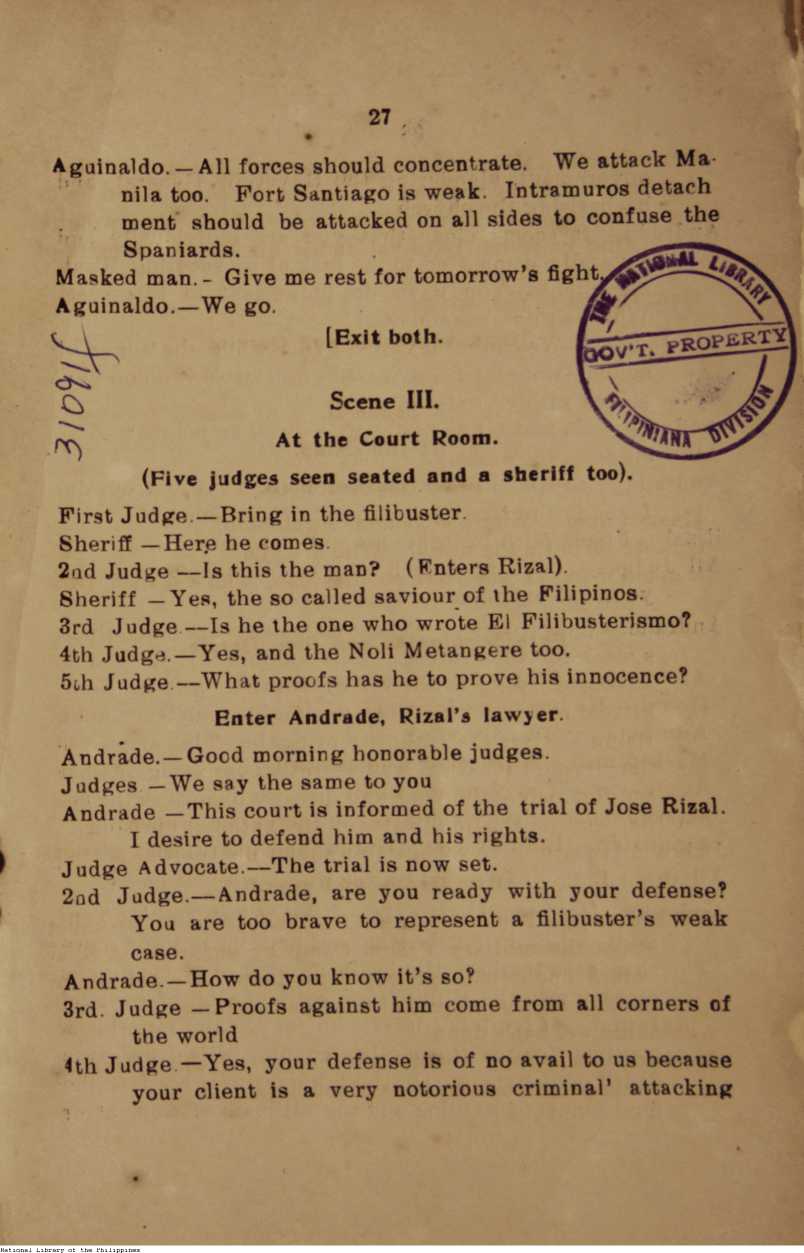 27
Aguinaldo.—All forces should concentrate. We attack Ma-
nila too. Fort Santiago is weak. Intramuros detach
ment should be attacked on all sides to confuse the
Spaniards.
Masked man.- Give me rest for tomorrow's fight.
Aguinaldo.—We go.
[Exit both.
THE NATIONAL LIBRARY
GOV'T. PROPERTY
FILIPINIANA DIVISION
Scene III.
At the Court Room.
(Five judges seen seated and a sheriff too).
First Judge.—Bring in the filibuster.
Sheriff —Here he comes.
2nd Judge —Is this the man? (Enters Rizal).
Sheriff —Yes, the so called saviour of the Filipinos.
3rd Judge.—Is he the one who wrote El Filibusterismo?
4th Judge.—Yes, and the Noli Metangere too.
5th Judge.—What proofs has he to prove his innocence?
Enter Andrade, Rizal's lawyer.
Andrade.—Good morning honorable judges.
Judges —We say the same to you
Andrade —This court is informed of the trial of Jose Rizal.
I desire to defend him and his rights.
Judge Advocate.—The trial is now set.
2nd Judge.—Andrade, are you ready with your defense?
You are too brave to represent a filibuster's weak
case.
Andrade.—How do you know it's so?
3rd. Judge —Proofs against him come from all corners of
the world
4th Judge.—Yes, your defense is of no avail to us because
your client is a very notorious criminal' attacking
National Library of the Philippines